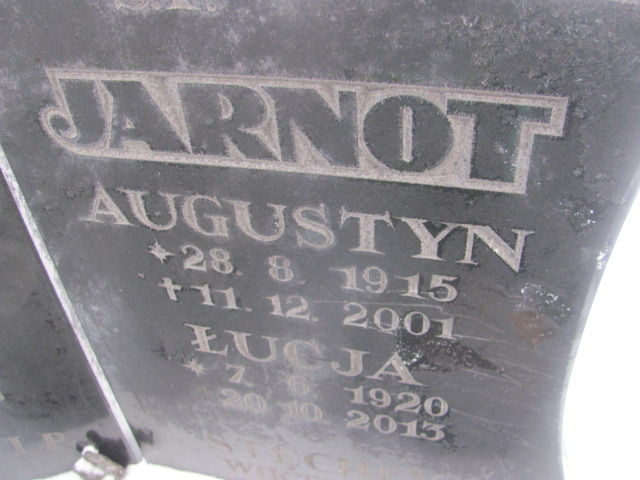 JARNOT
AUGUSTYN
* 28. 8. 1915
† 11. 12. 2001
ŁUCJA
* 7. 6 1920
20 10 2013